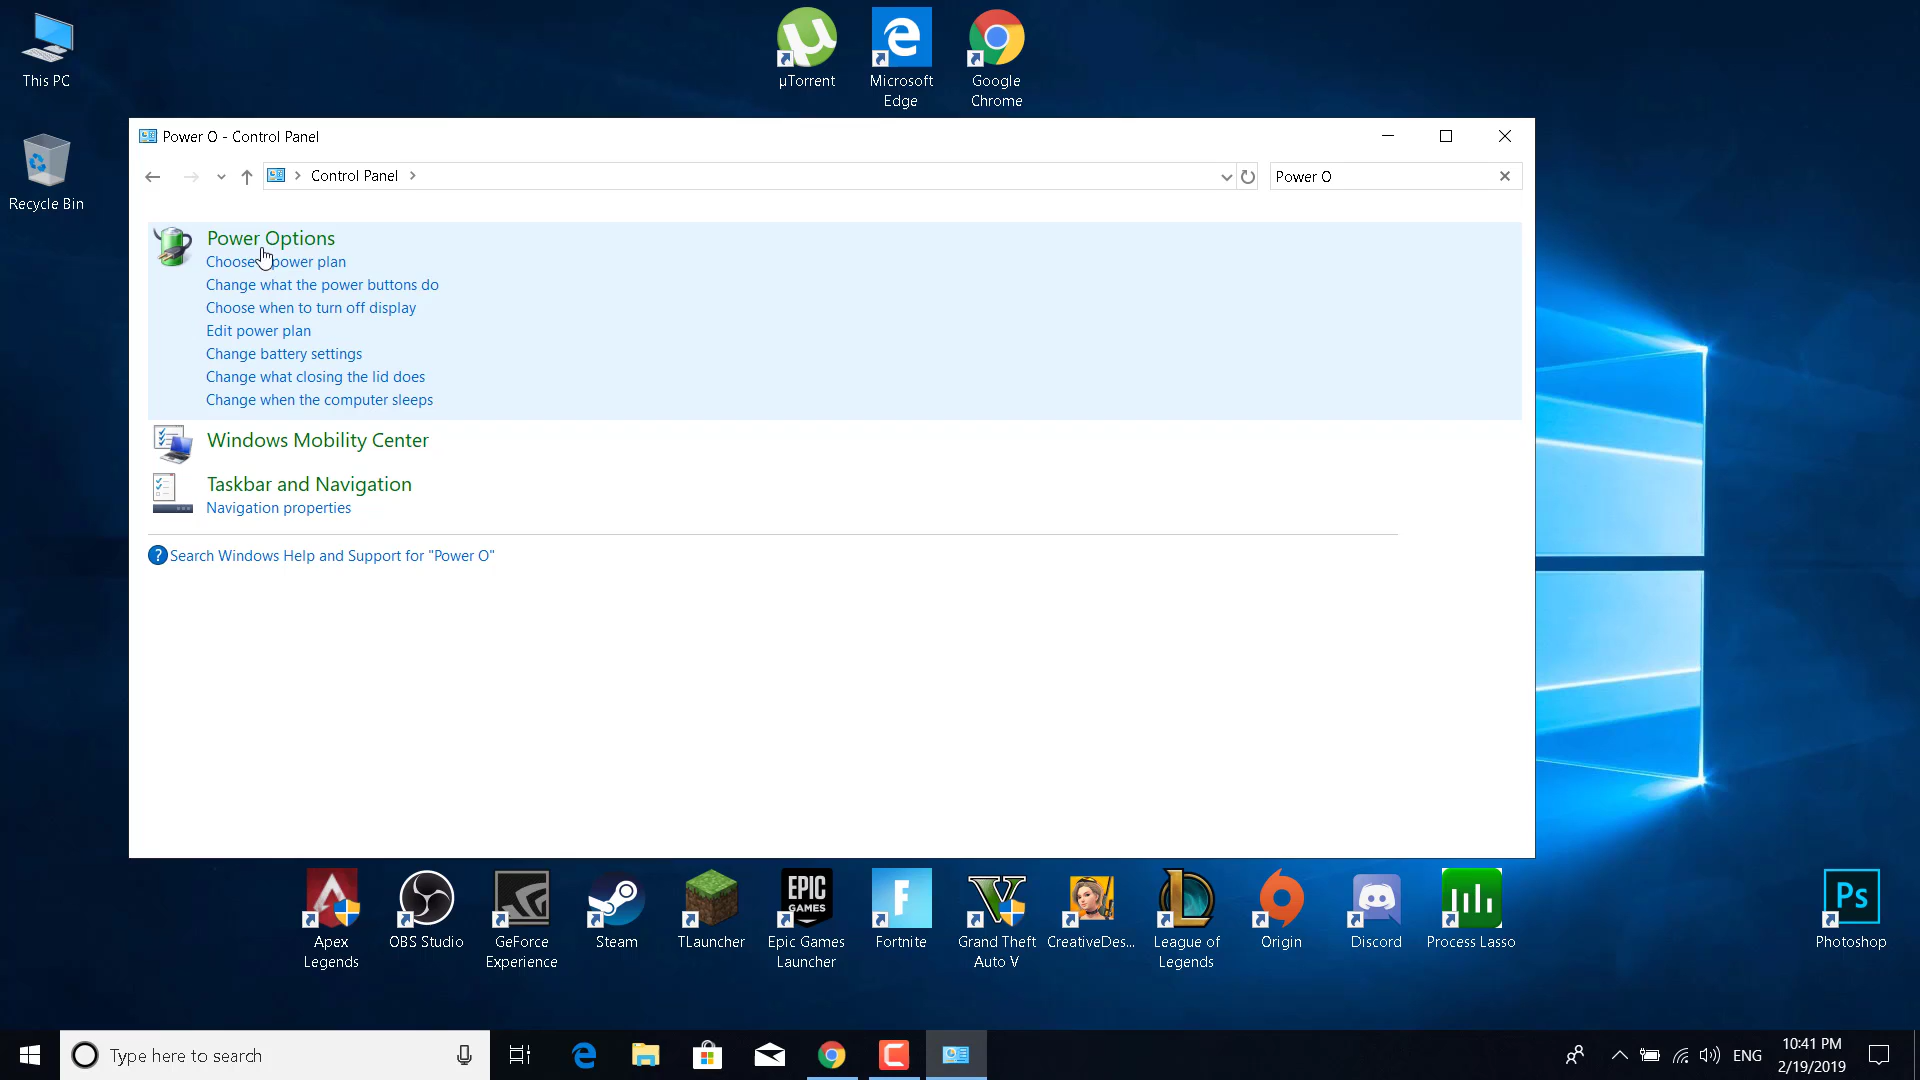 This PC
Recycle Bin
µTorrent
Microsoft
Edge
Google
Chrome
Power O - Control Panel
Control Panel
Power O
Power Options
Choose power plan
Change what the power buttons do
Choose when to turn off display
Edit power plan
Change battery settings
Change what closing the lid does
Change when the computer sleeps
Windows Mobility Center
Taskbar and Navigation
Navigation properties
Search Windows Help and Support for "Power O"
Apex
Legends
OBS Studio
GeForce
Experience
Steam
TLauncher
EPIC
GAMES
Epic Games
Launcher
F
Fortnite
V
Grand Theft
Auto V
CreativeDes...
League of
Legends
Origin
Discord
Process Lasso
Ps
Photoshop
Type here to search
ENG
10:41 PM
2/19/2019